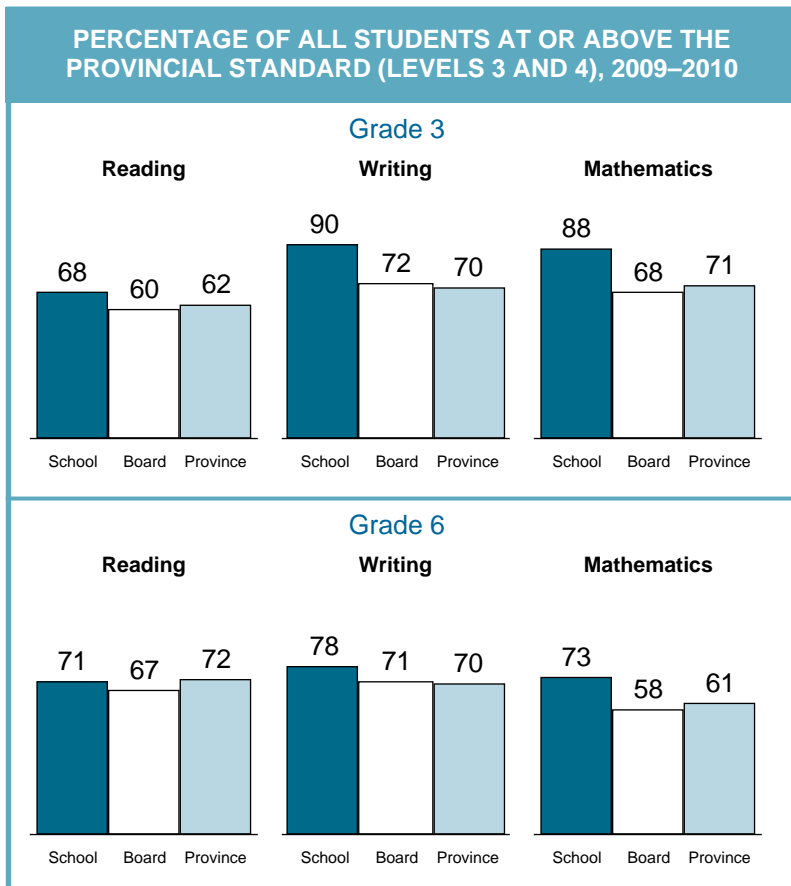 PERCENTAGE OF ALL STUDENTS AT OR ABOVE THE
PROVINCIAL STANDARD (LEVELS 3 AND 4), 2009–2010
Grade 3
Reading Writing Mathematics
68 60 62 90 72 70 88 68 71
School Board Province School Board Province School Board Province
Grade 6
Reading Writing Mathematics
71 67 72 78 71 70 73 58 61
School Board Province School Board Province School Board Province